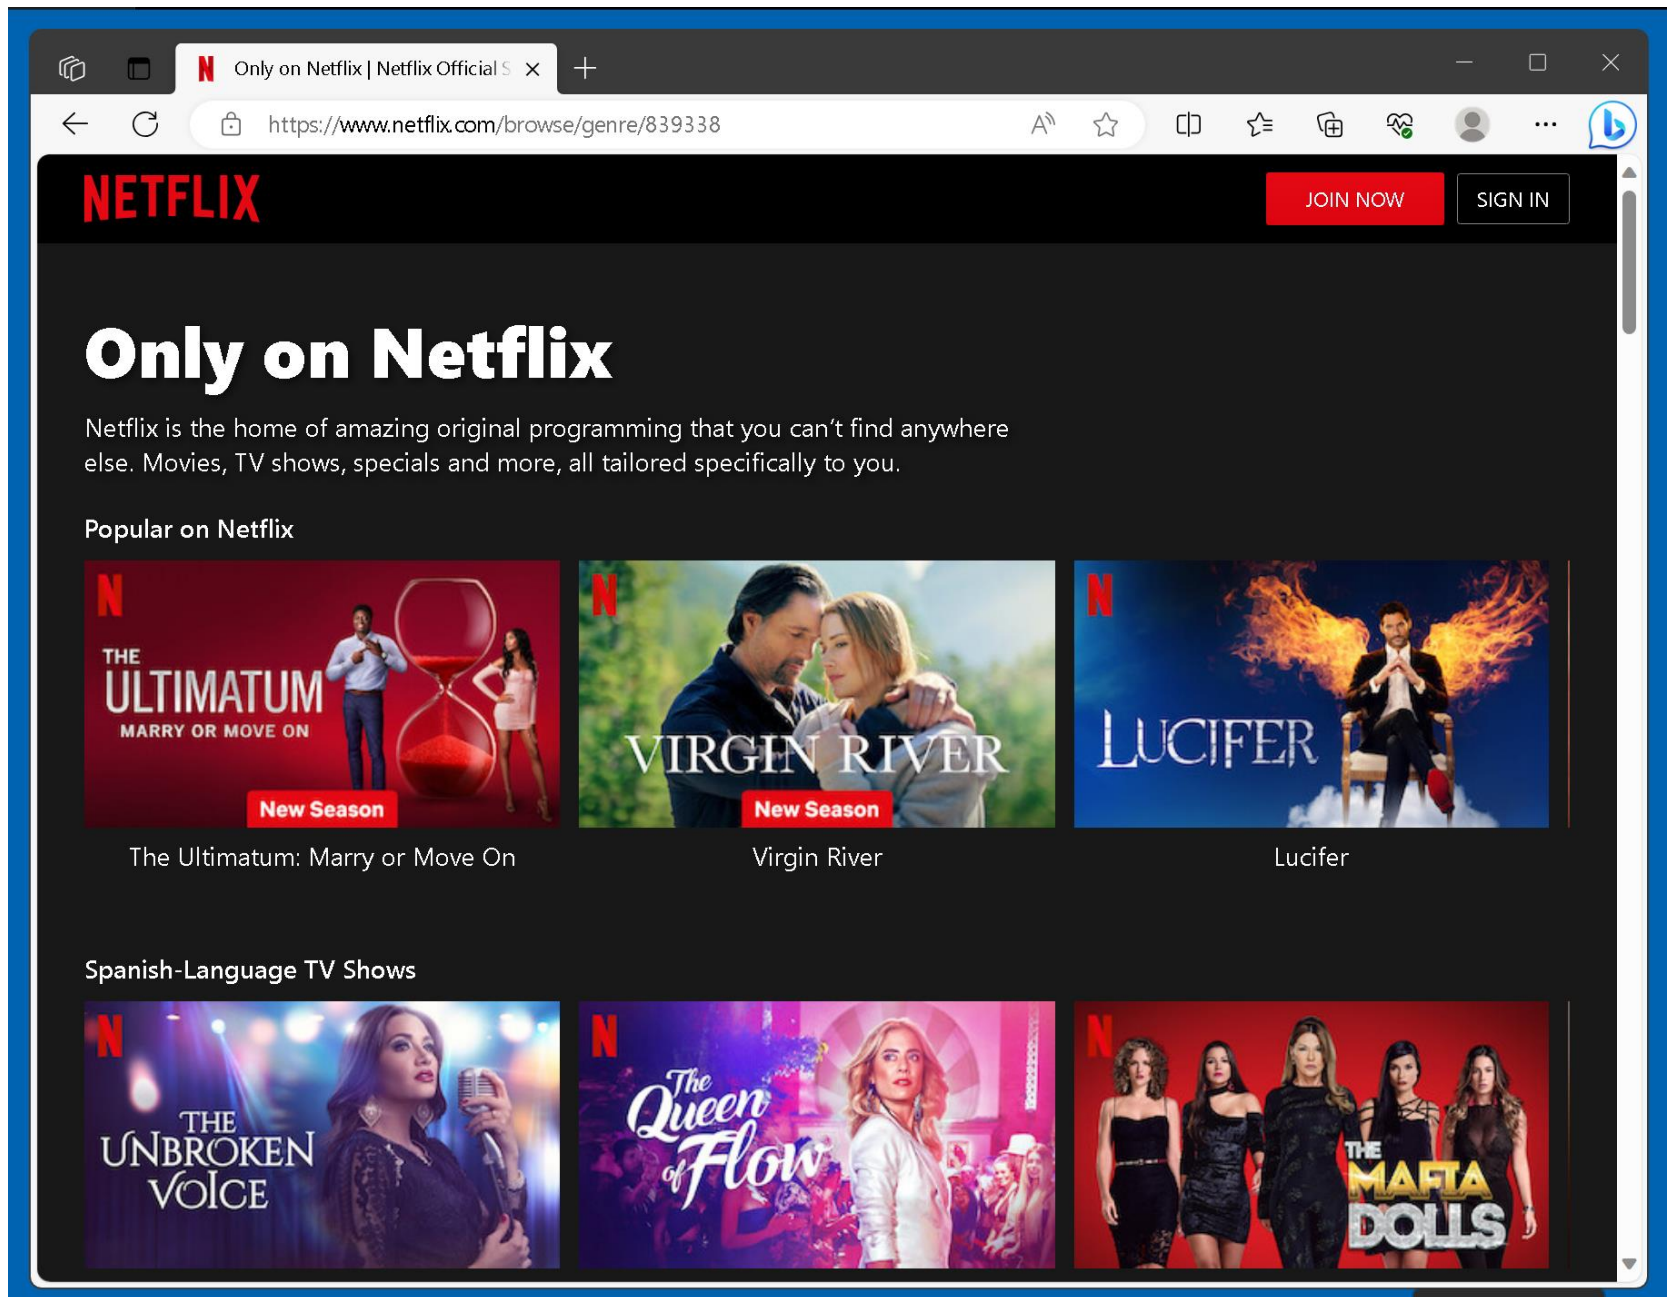 Only on Netflix | Netflix Official S
https://www.netflix.com/browse/genre/839338
NETFLIX
JOIN NOW
SIGN IN
Only on Netflix
Netflix is the home of amazing original programming that you can't find anywhere
else. Movies, TV shows, specials and more, all tailored specifically to you.
Popular on Netflix
THE
ULTIMATUM
MARRY OR MOVE ON
New Season
VIRGIN RIVER
New Season
LUCIFER
The Ultimatum: Marry or Move On
Virgin River
Lucifer
Spanish-Language TV Shows
THE
UNBROKEN
VOICE
The
Queen
of Flow
THE
MAFIA
DOLLS